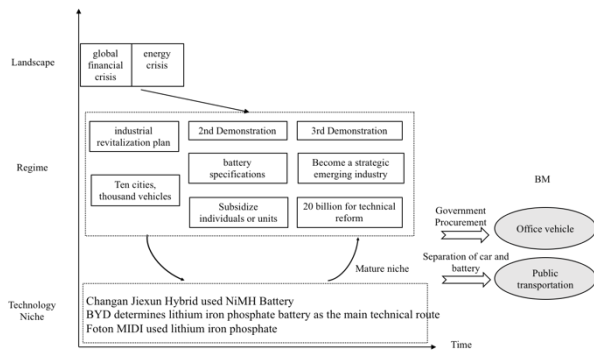 Landscape
global
financial
crisis
energy
crisis
Regime
industrial
revitalization plan
2nd Demonstration
3rd Demonstration
battery
specifications
Become a strategic
emerging industry
Ten cities,
thousand vehicles
Subsidize
individuals or units
20 billion for technical
reform
BM
Government
Procurement
Office vehicle
Separation of car and
battery
Public
transportation
Mature niche
Technology
Niche
Changan Jiexun Hybrid used NiMH Battery
BYD determines lithium iron phosphate battery as the main technical route
Foton MIDI used lithium iron phosphate
Time